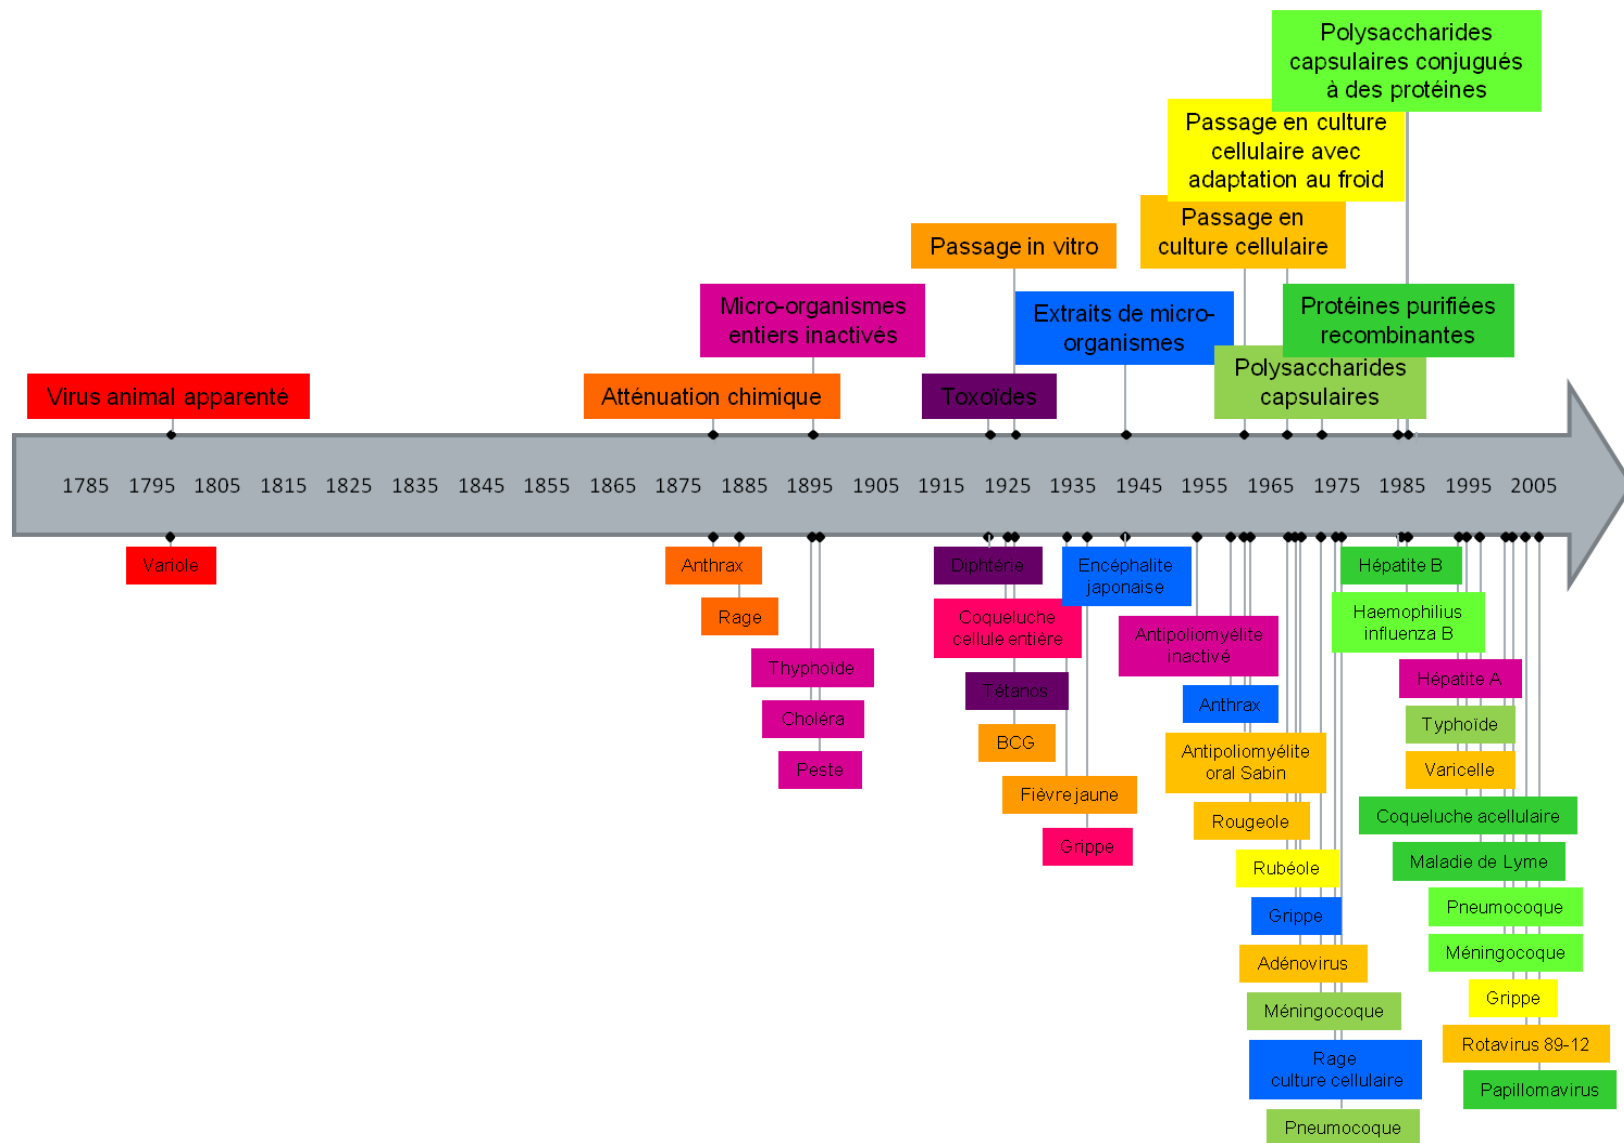 Polysaccharides
capsulaires conjugués
à des protéines
Passage en culture
cellulaire avec
adaptation au froid
Passage en
culture cellulaire
Passage in vitro
Micro-organismes
entiers inactivés
Extraits de micro-
organismes
Protéines purifiées
recombinantes
Virus animal apparenté
Atténuation chimique
Toxoïdes
Polysaccharides
capsulaires
1785 1795 1805 1815 1825 1835 1845 1855 1865 1875 1885 1895 1905 1915 1925 1935 1945 1955 1965 1975 1985 1995 2005
Variole
Anthrax
Rage
Thyphoïde
Choléra
Peste
Diphtérie
Coqueluche
cellule entière
Tétanos
BCG
Fièvre jaune
Grippe
Encéphalite
japonaise
Antipoliomyélite
inactivé
Anthrax
Antipoliomyélite
oral Sabin
Rougeole
Rubéole
Grippe
Adénovirus
Méningocoque
Rage
culture cellulaire
Pneumocoque
Hépatite B
Haemophilius
influenza B
Hépatite A
Typhoïde
Varicelle
Coqueluche acellulaire
Maladie de Lyme
Pneumocoque
Méningocoque
Grippe
Rotavirus 89-12
Papillomavirus